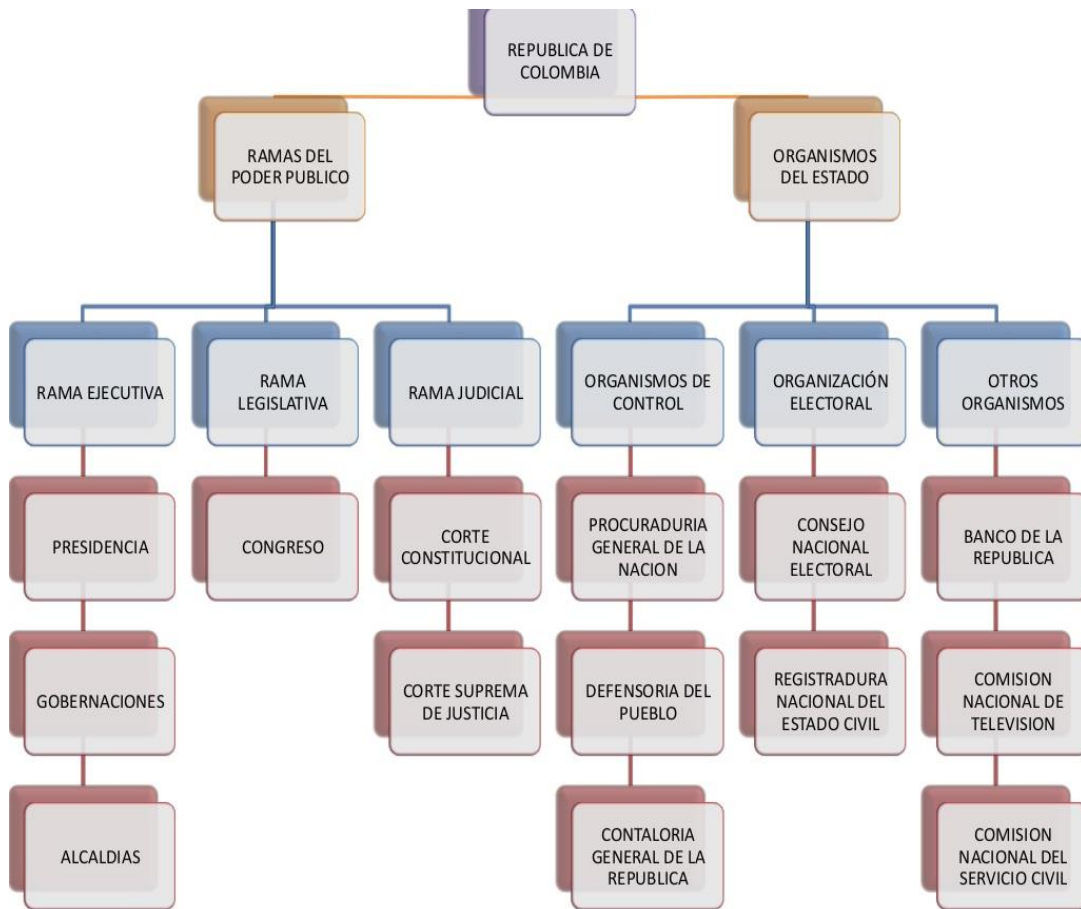 REPUBLICA DE
COLOMBIA
RAMAS DEL
PODER PUBLICO
ORGANISMOS
DEL ESTADO
RAMA EJECUTIVA
RAMA
LEGISLATIVA
RAMA JUDICIAL
ORGANISMOS DE
CONTROL
ORGANIZACIÓN
ELECTORAL
OTROS
ORGANISMOS
PRESIDENCIA
CONGRESO
CORTE
CONSTITUCIONAL
PROCURADURIA
GENERAL DE LA
NACION
CONSEJO
NACIONAL
ELECTORAL
BANCO DE LA
REPUBLICA
GOBERNACIONES
CORTE SUPREMA
DE JUSTICIA
DEFENSORIA DEL
PUEBLO
REGISTRADURA
NACIONAL DEL
ESTADO CIVIL
COMISION
NACIONAL DE
TELEVISION
ALCALDIAS
CONTALORIA
GENERAL DE LA
REPUBLICA
COMISION
NACIONAL DEL
SERVICIO CIVIL